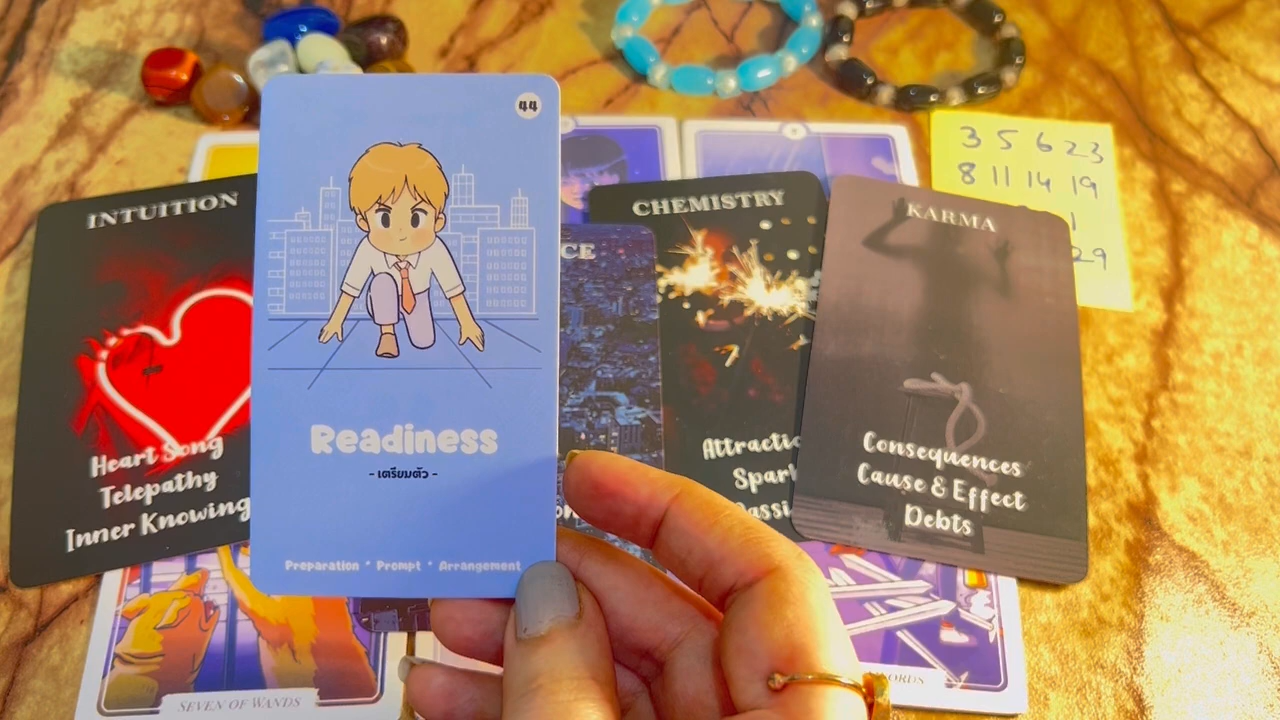 44
Readiness
- เตรียมตัว -
Preparation * Prompt * Arrangement
INTUITION
Heart Song
Telepathy
Inner Knowing
CHEMISTRY
KARMA
Consequences
Cause & Effect
Debts
3 5 6 23
8 11 14 19
1
29
SEVEN OF WANDS